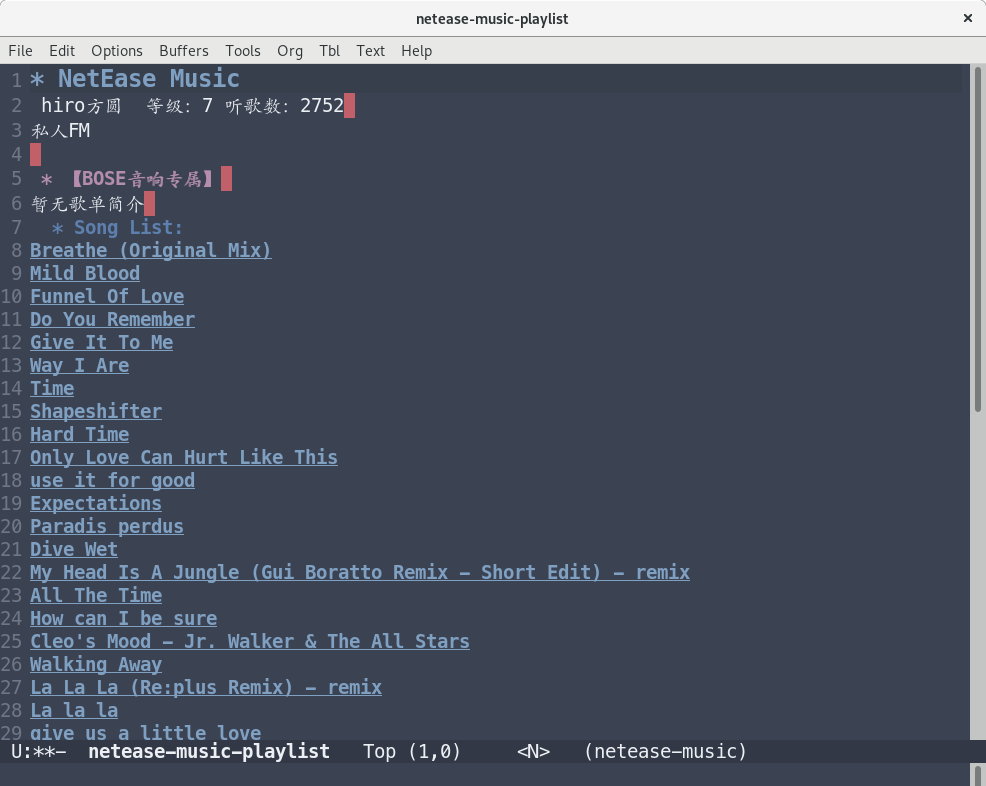 netease-music-playlist ×
File Edit Options Buffers Tools Org Tbl Text Help
1 * NetEase Music
2 hiro方圆 等级: 7 听歌数: 2752
3 私人FM
4
5 * 【BOSE音响专属】
6 暂无歌单简介
7 * Song List:
8 Breathe (Original Mix)
9 Mild Blood
10 Funnel Of Love
11 Do You Remember
12 Give It To Me
13 Way I Are
14 Time
15 Shapeshifter
16 Hard Time
17 Only Love Can Hurt Like This
18 use it for good
19 Expectations
20 Paradis perdus
21 Dive Wet
22 My Head Is A Jungle (Gui Boratto Remix - Short Edit) - remix
23 All The Time
24 How can I be sure
25 Cleo's Mood - Jr. Walker & The All Stars
26 Walking Away
27 La La La (Re:plus Remix) - remix
28 La la la
29 give us a little love
U:**- netease-music-playlist Top (1,0) <N> (netease-music)